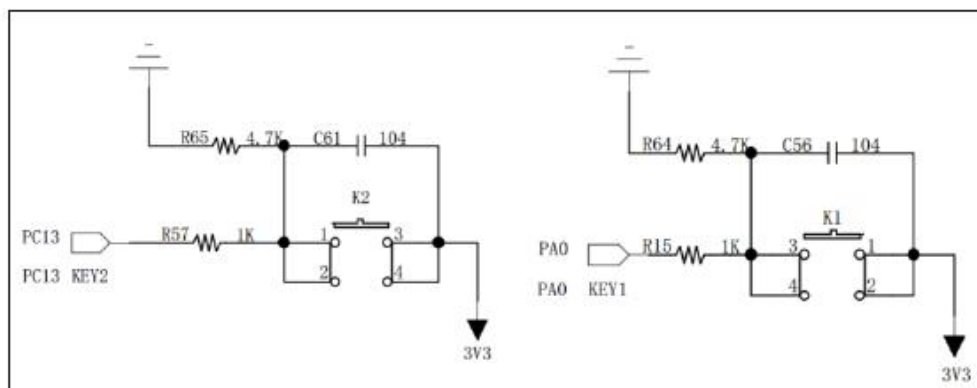 R65 4.7K C61 104
K2
PC13 R57 1K 1 3
PC13 KEY2 2 4
3V3
R64 4.7K C56 104
K1
PA0 R15 1K 3 1
PA0 KEY1 4 2
3V3